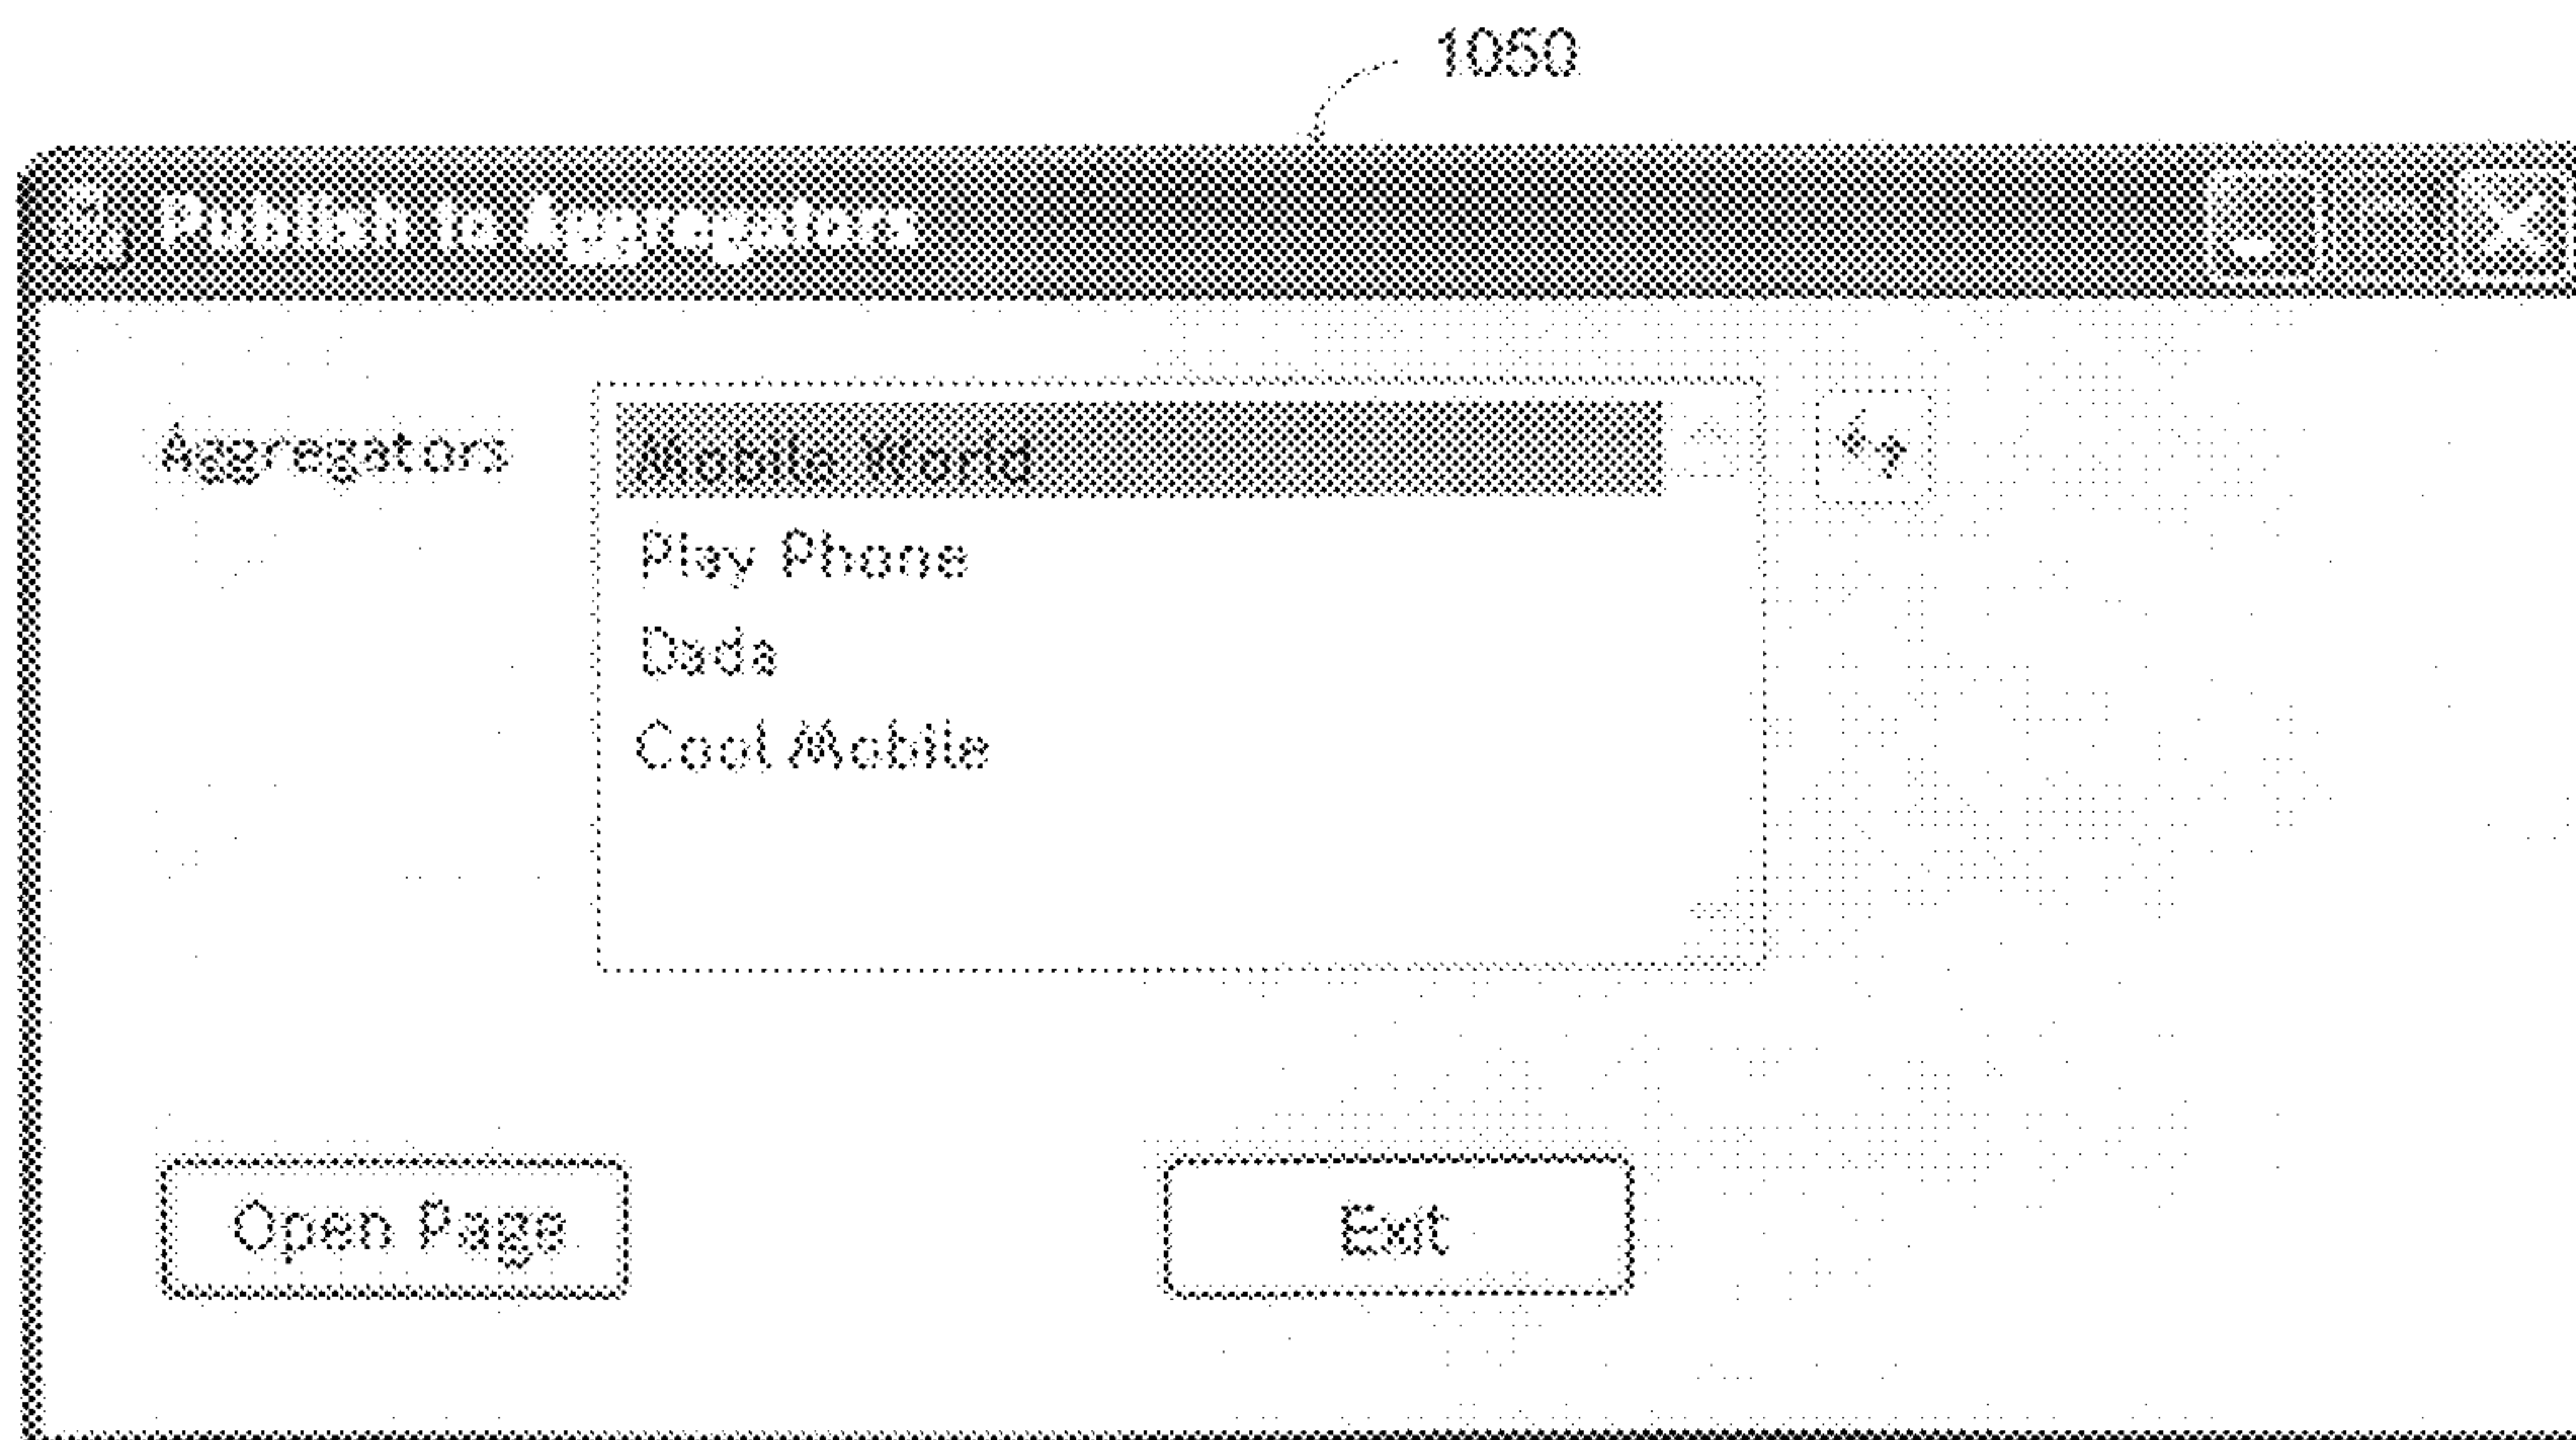 1050
Publish to Aggregators
Aggregators
Mobile World
Play Phone
Dada
Cool Mobile
Open Page
Exit